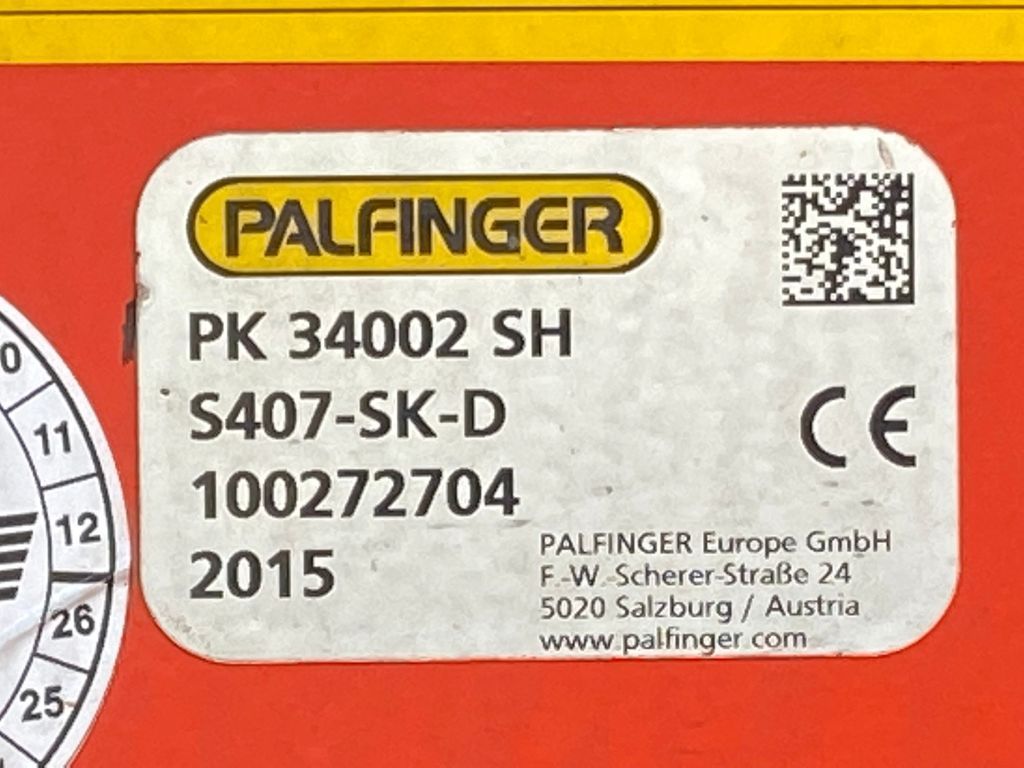 PALFINGER
PK 34002 SH
S407-SK-D
100272704
2015
CE
PALFINGER Europe GmbH
F.-W.-Scherer-Straße 24
5020 Salzburg / Austria
www.palfinger.com
11
12
26
25